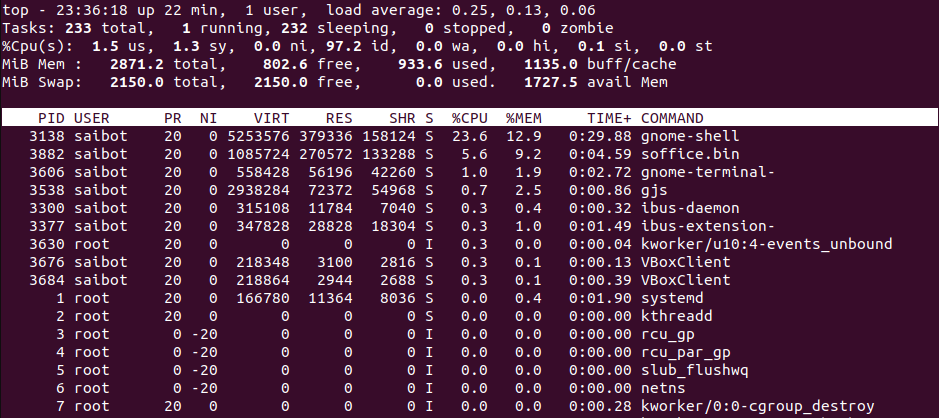 top - 23:36:18 up 22 min,  1 user,  load average: 0.25, 0.13, 0.06
Tasks: 233 total,   1 running, 232 sleeping,   0 stopped,   0 zombie
%Cpu(s):  1.5 us,  1.3 sy,  0.0 ni, 97.2 id,  0.0 wa,  0.0 hi,  0.1 si,  0.0 st
MiB Mem :   2871.2 total,    802.6 free,    933.6 used,   1135.0 buff/cache
MiB Swap:   2150.0 total,   2150.0 free,      0.0 used.   1727.5 avail Mem
PID USER      PR  NI    VIRT    RES    SHR S  %CPU  %MEM     TIME+ COMMAND
3138 saibot    20   0 5253576 379336 158124 S  23.6  12.9   0:29.88 gnome-shell
3882 saibot    20   0 1085724 270572 133288 S   5.6   9.2   0:04.59 soffice.bin
3606 saibot    20   0  558428  56196  42260 S   1.0   1.9   0:02.72 gnome-terminal-
3538 saibot    20   0 2938284  72372  54968 S   0.7   2.5   0:00.86 gjs
3300 saibot    20   0  315108  11784   7040 S   0.3   0.4   0:00.32 ibus-daemon
3377 saibot    20   0  347828  28828  18304 S   0.3   1.0   0:01.49 ibus-extension-
3630 root      20   0       0      0      0 I   0.3   0.0   0:00.04 kworker/u10:4-events_unbound
3676 saibot    20   0  218348   3100   2816 S   0.3   0.1   0:00.13 VBoxClient
3684 saibot    20   0  218864   2944   2688 S   0.3   0.1   0:00.39 VBoxClient
1 root      20   0  166780  11364   8036 S   0.0   0.4   0:01.90 systemd
2 root      20   0       0      0      0 S   0.0   0.0   0:00.00 kthreadd
3 root       0 -20       0      0      0 I   0.0   0.0   0:00.00 rcu_gp
4 root       0 -20       0      0      0 I   0.0   0.0   0:00.00 rcu_par_gp
5 root       0 -20       0      0      0 I   0.0   0.0   0:00.00 slub_flushwq
6 root       0 -20       0      0      0 I   0.0   0.0   0:00.00 netns
7 root      20   0       0      0      0 I   0.0   0.0   0:00.28 kworker/0:0-cgroup_destroy